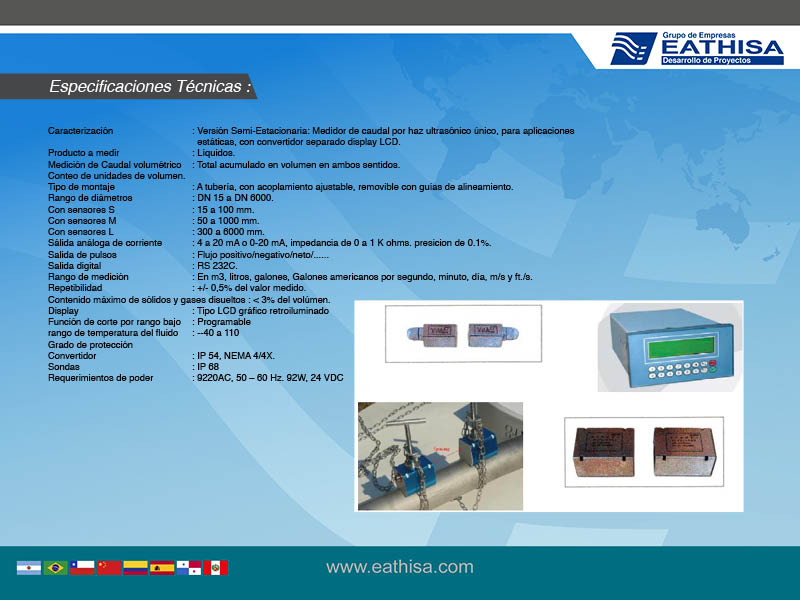 Grupo de Empresas
EATHISA
Desarrollo de Proyectos
Especificaciones Técnicas :
Caracterización : Versión Semi-Estacionaria: Medidor de caudal por haz ultrasónico único, para aplicaciones
estáticas, con convertidor separado display LCD.
Producto a medir : Líquidos.
Medición de Caudal volumétrico : Total acumulado en volumen en ambos sentidos.
Conteo de unidades de volumen.
Tipo de montaje : A tubería, con acoplamiento ajustable, removible con guías de alineamiento.
Rango de diámetros : DN 15 a DN 6000.
Con sensores S : 15 a 100 mm.
Con sensores M : 50 a 1000 mm.
Con sensores L : 300 a 6000 mm.
Sálida análoga de corriente : 4 a 20 mA o 0-20 mA, impedancia de 0 a 1 K ohms. presicion de 0.1%.
Salida de pulsos : Flujo positivo/negativo/neto/......
Salida digital : RS 232C.
Rango de medición : En m3, litros, galones, Galones americanos por segundo, minuto, día, m/s y ft./s.
Repetibilidad : +/- 0,5% del valor medido.
Contenido máximo de sólidos y gases disueltos : < 3% del volúmen.
Display : Tipo LCD gráfico retroiluminado
Función de corte por rango bajo : Programable
rango de temperatura del fluido : --40 a 110
Grado de protección
Convertidor : IP 54, NEMA 4/4X.
Sondas : IP 68
Requerimientos de poder : 9220AC, 50 – 60 Hz. 92W, 24 VDC
www.eathisa.com